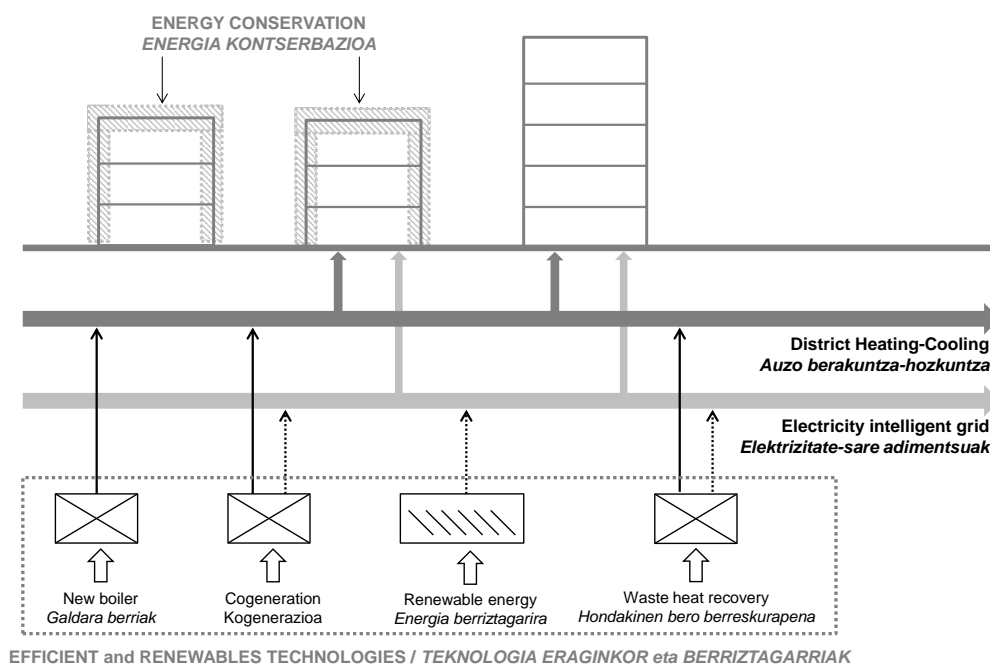 ENERGY CONSERVATION
ENERGIA KONTSERBAZIOA
District Heating-Cooling
Auzo berakuntza-hozkuntza
Electricity intelligent grid
Elektrizitate-sare adimentsuak
New boiler
Galdara berriak
Cogeneration
Kogenerazioa
Renewable energy
Energia berriztagarira
Waste heat recovery
Hondakinen bero berreskurapena
EFFICIENT and RENEWABLES TECHNOLOGIES / TEKNOLOGIA ERAGINKOR eta BERRIZTAGARRIAK